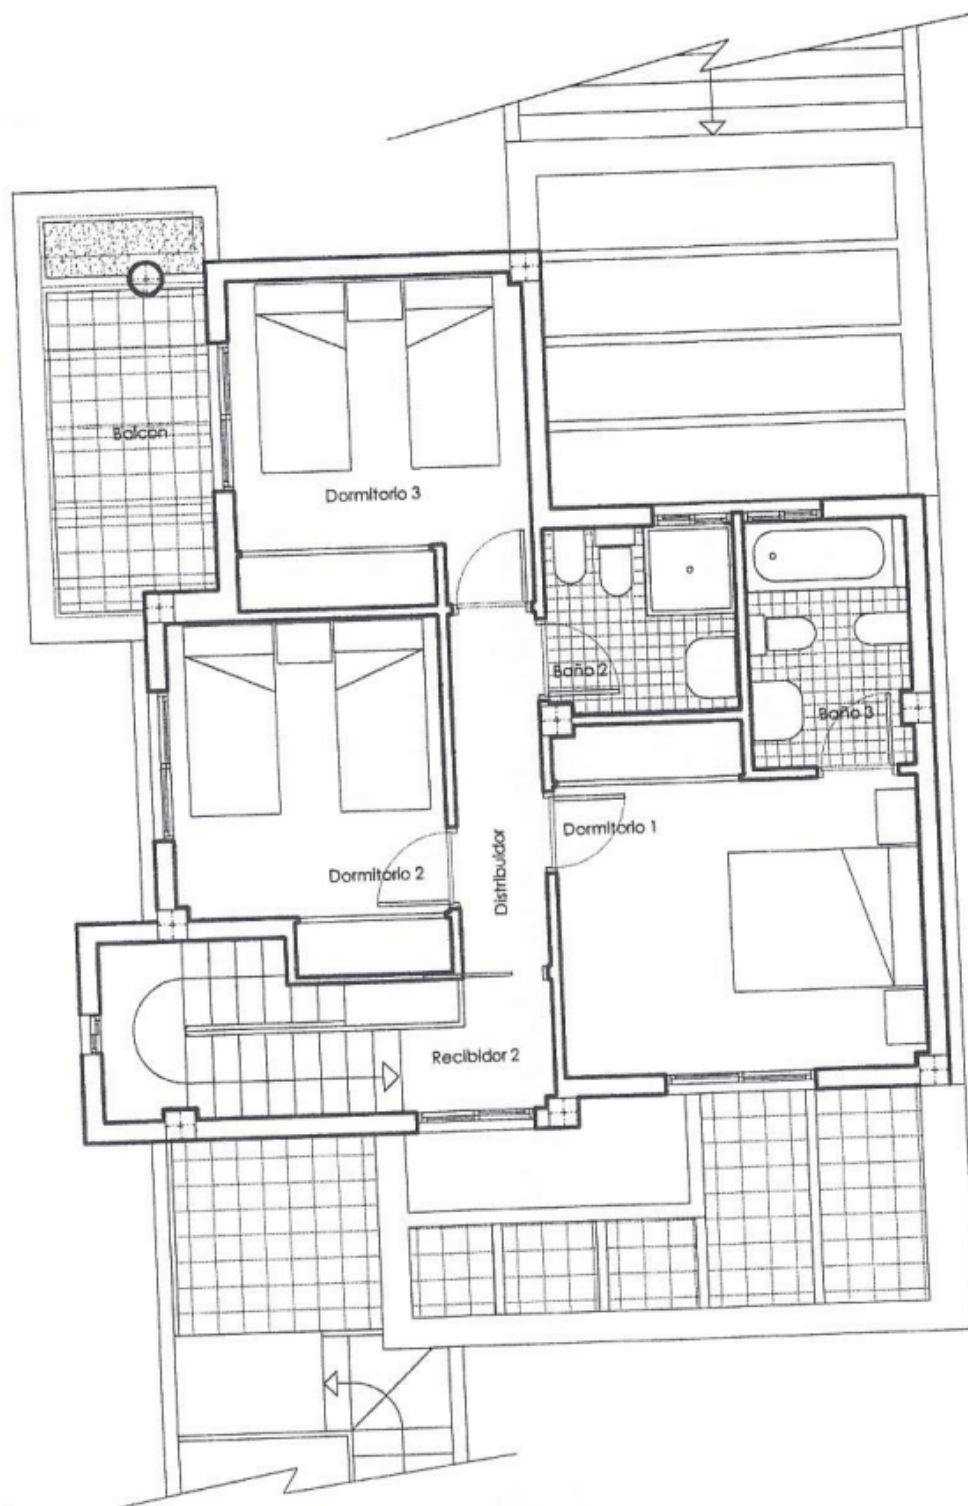 Balcon
Dormitorio 3
Baño 2
Baño 3
Dormitorio 1
Dormitorio 2
Distribuidor
Recibidor 2